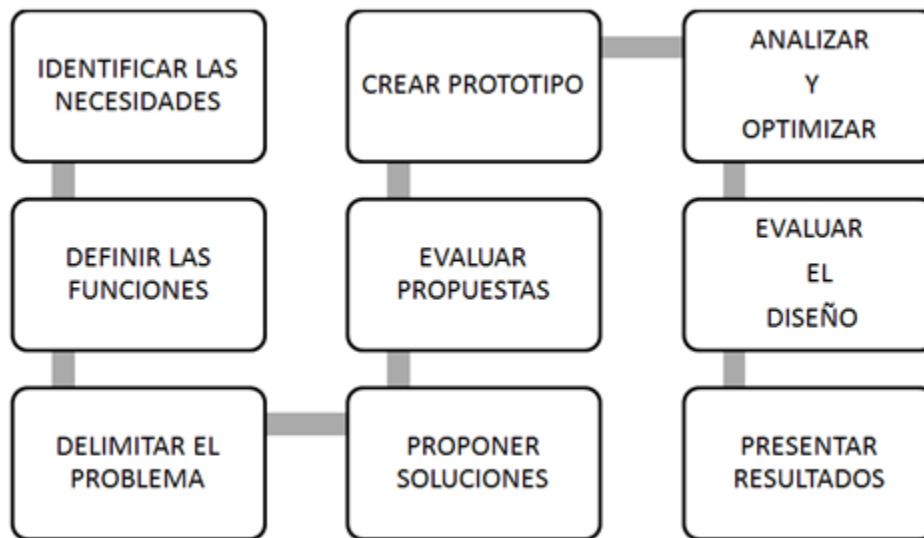 IDENTIFICAR LAS
NECESIDADES
DEFINIR LAS
FUNCIONES
DELIMITAR EL
PROBLEMA
PROPONER
SOLUCIONES
EVALUAR
PROPUESTAS
CREAR PROTOTIPO
ANALIZAR
Y
OPTIMIZAR
EVALUAR
EL
DISEÑO
PRESENTAR
RESULTADOS